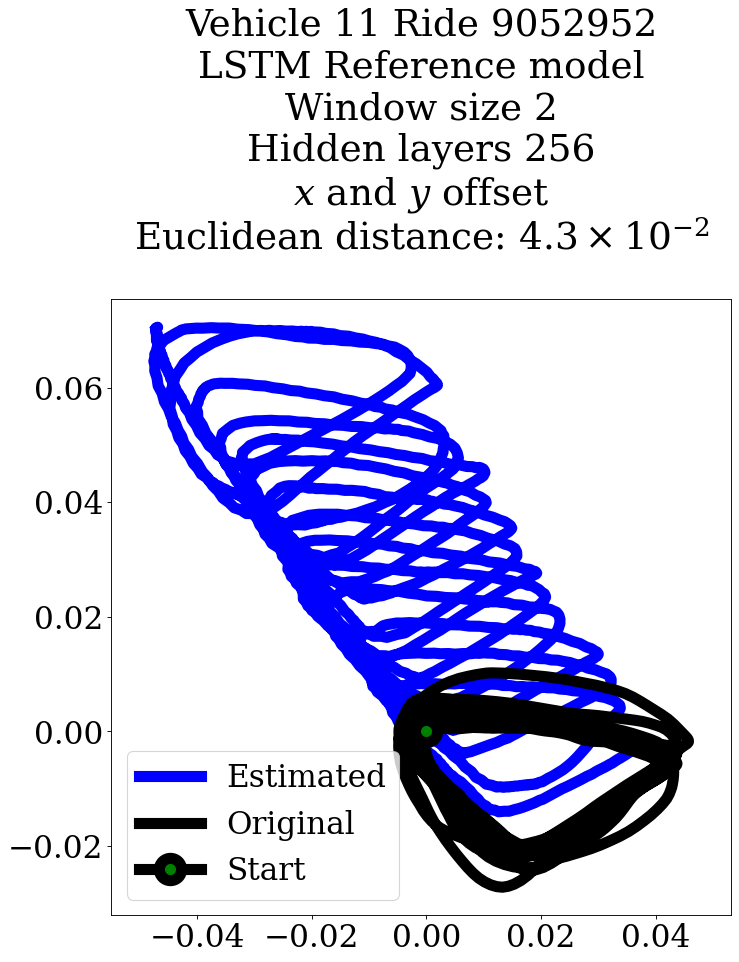 Vehicle 11 Ride 9052952
LSTM Reference model
Window size 2
Hidden layers 256
x and y offset
Euclidean distance: 4.3 × 10⁻²
0.06
0.04
0.02
0.00
−0.02
Estimated
Original
Start
−0.04 −0.02 0.00 0.02 0.04